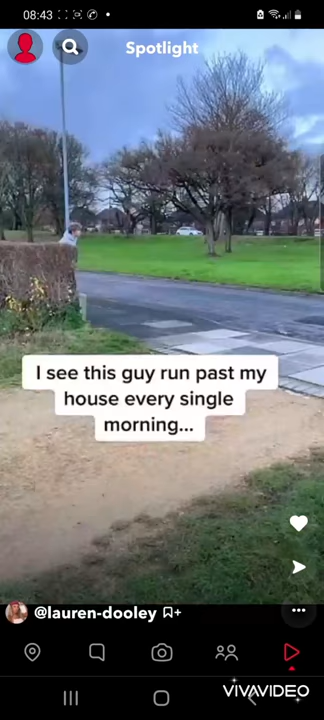 08:43
Spotlight
I see this guy run past my
house every single
morning...
@lauren-dooley
VIVAVIDEO